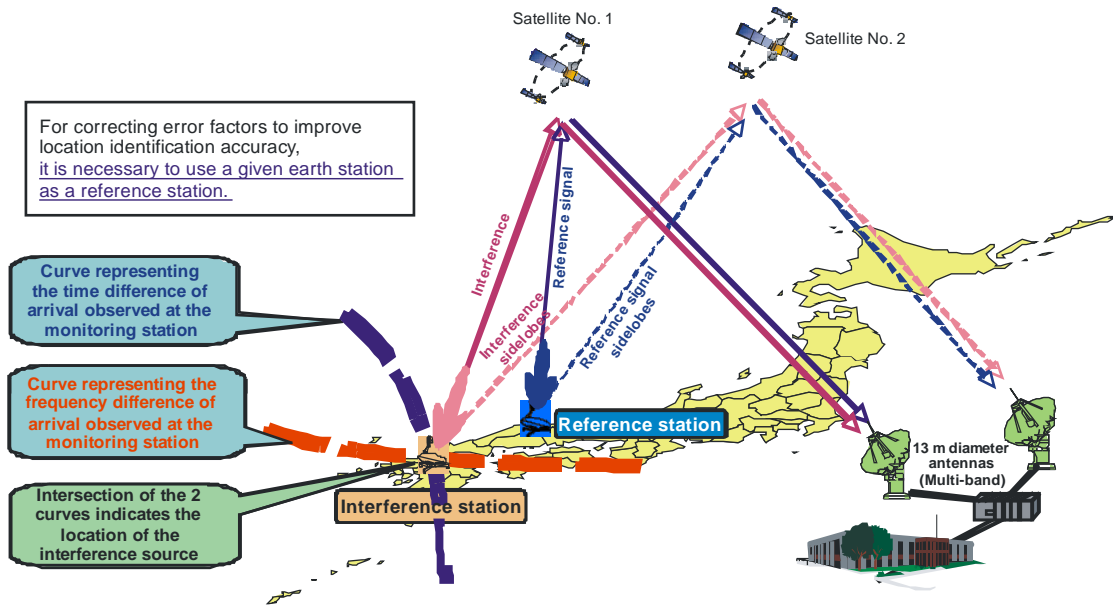 Satellite No. 1
Satellite No. 2
For correcting error factors to improve
location identification accuracy,
it is necessary to use a given earth station
as a reference station.
Interference
Reference signal
Interference
sidelobes
Reference signal
sidelobes
Curve representing
the time difference of
arrival observed at the
monitoring station
Curve representing the
frequency difference of
arrival observed at the
monitoring station
Intersection of the 2
curves indicates the
location of the
interference source
Reference station
Interference station
13 m diameter
antennas
(Multi-band)